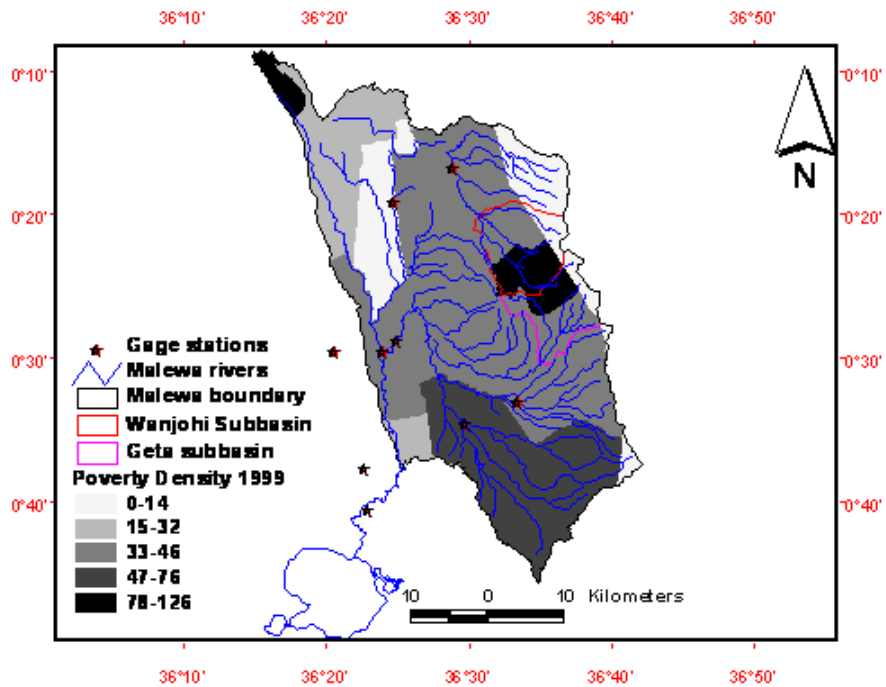 36°10' 36°20' 36°30' 36°40' 36°50'
0°10' 0°10'
N
0°20' 0°20'
0°30' 0°30'
0°40' 0°40'
Gage stations
Malewa rivers
Malewa boundary
Wanjohi Subbasin
Geta subbasin
Poverty Density 1999
0-14
15-32
33-46
47-76
78-126
10 0 10 Kilometers
36°10' 36°20' 36°30' 36°40' 36°50'